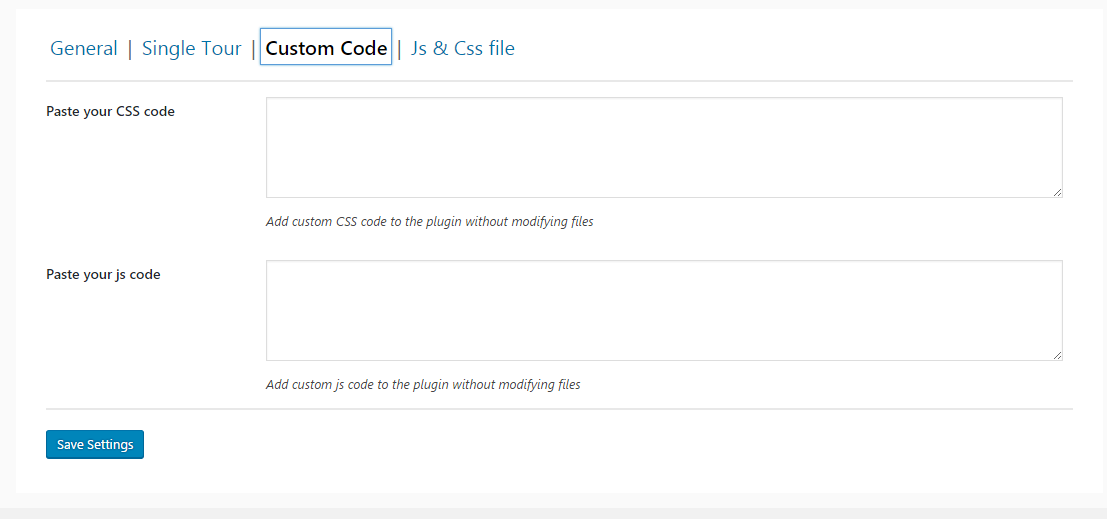 General | Single Tour | Custom Code | Js & Css file
Paste your CSS code
Add custom CSS code to the plugin without modifying files
Paste your js code
Add custom js code to the plugin without modifying files
Save Settings